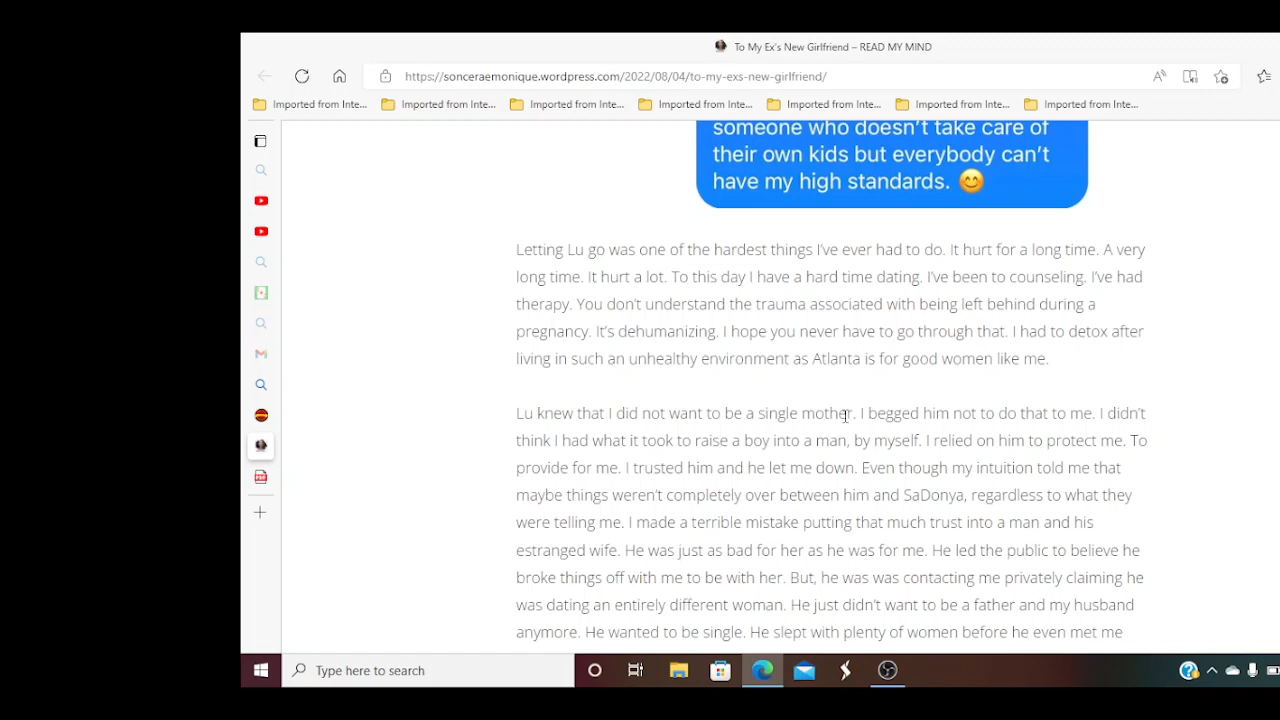 To My Ex's New Girlfriend – READ MY MIND
https://sonceraemonique.wordpress.com/2022/08/04/to-my-exs-new-girlfriend/
Imported from Inte... Imported from Inte... Imported from Inte... Imported from Inte... Imported from Inte... Imported from Inte... Imported from Inte...
someone who doesn't take care of
their own kids but everybody can't
have my high standards. 😊
Letting Lu go was one of the hardest things I've ever had to do. It hurt for a long time. A very
long time. It hurt a lot. To this day I have a hard time dating. I've been to counseling. I've had
therapy. You don't understand the trauma associated with being left behind during a
pregnancy. It's dehumanizing. I hope you never have to go through that. I had to detox after
living in such an unhealthy environment as Atlanta is for good women like me.
Lu knew that I did not want to be a single mother. I begged him not to do that to me. I didn't
think I had what it took to raise a boy into a man, by myself. I relied on him to protect me. To
provide for me. I trusted him and he let me down. Even though my intuition told me that
maybe things weren't completely over between him and SaDonya, regardless to what they
were telling me. I made a terrible mistake putting that much trust into a man and his
estranged wife. He was just as bad for her as he was for me. He led the public to believe he
broke things off with me to be with her. But, he was was contacting me privately claiming he
was dating an entirely different woman. He just didn't want to be a father and my husband
anymore. He wanted to be single. He slept with plenty of women before he even met me
Type here to search